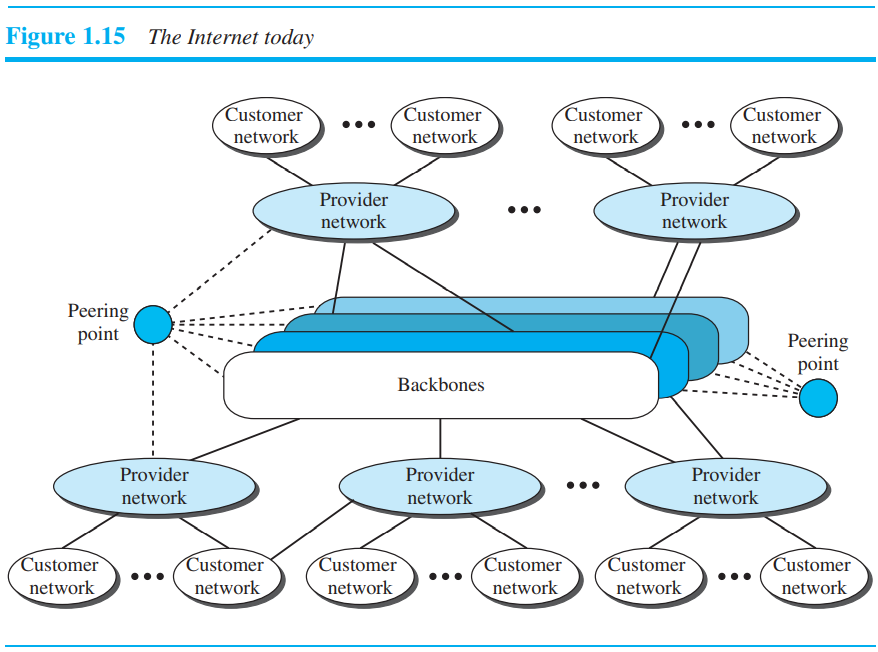 Figure 1.15 The Internet today
Customer
network
•••
Customer
network
Customer
network
•••
Customer
network
Provider
network
•••
Provider
network
Peering
point
Peering
point
Backbones
Provider
network
Provider
network
•••
Provider
network
Customer
network
•••
Customer
network
Customer
network
•••
Customer
network
Customer
network
•••
Customer
network